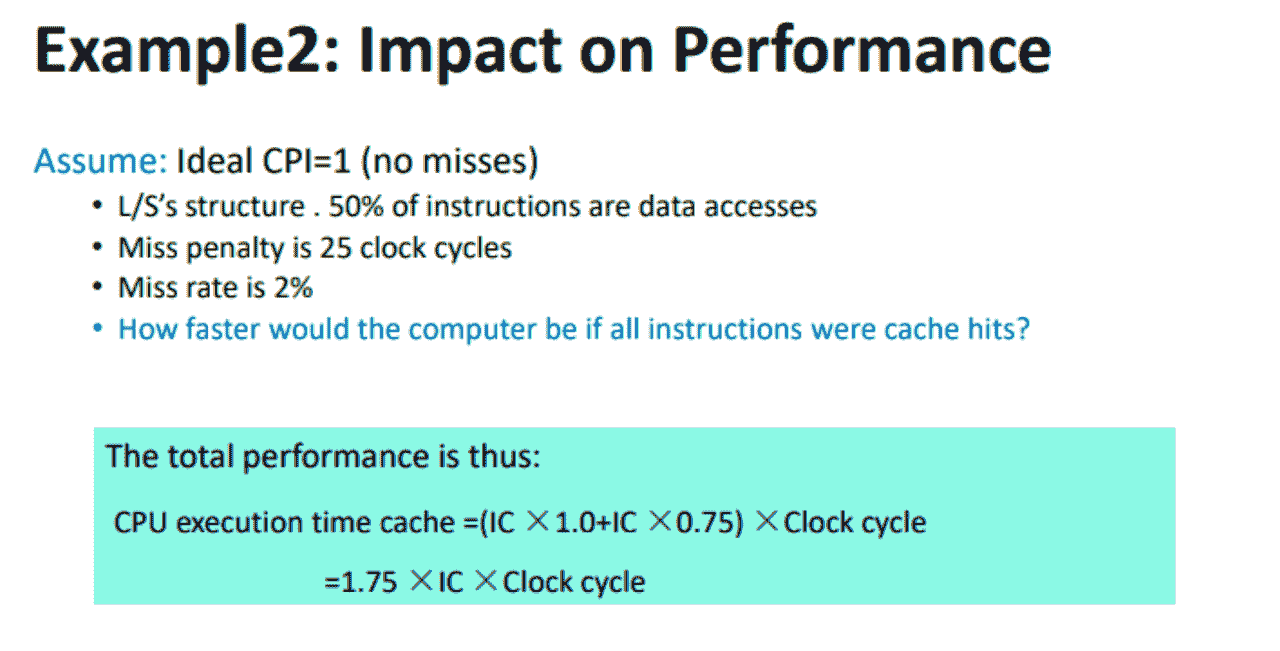 Example2: Impact on Performance
Assume: Ideal CPI=1 (no misses)
• L/S’s structure . 50% of instructions are data accesses
• Miss penalty is 25 clock cycles
• Miss rate is 2%
• How faster would the computer be if all instructions were cache hits?
The total performance is thus:
CPU execution time cache =(IC ×1.0+IC ×0.75) ×Clock cycle
=1.75 ×IC ×Clock cycle